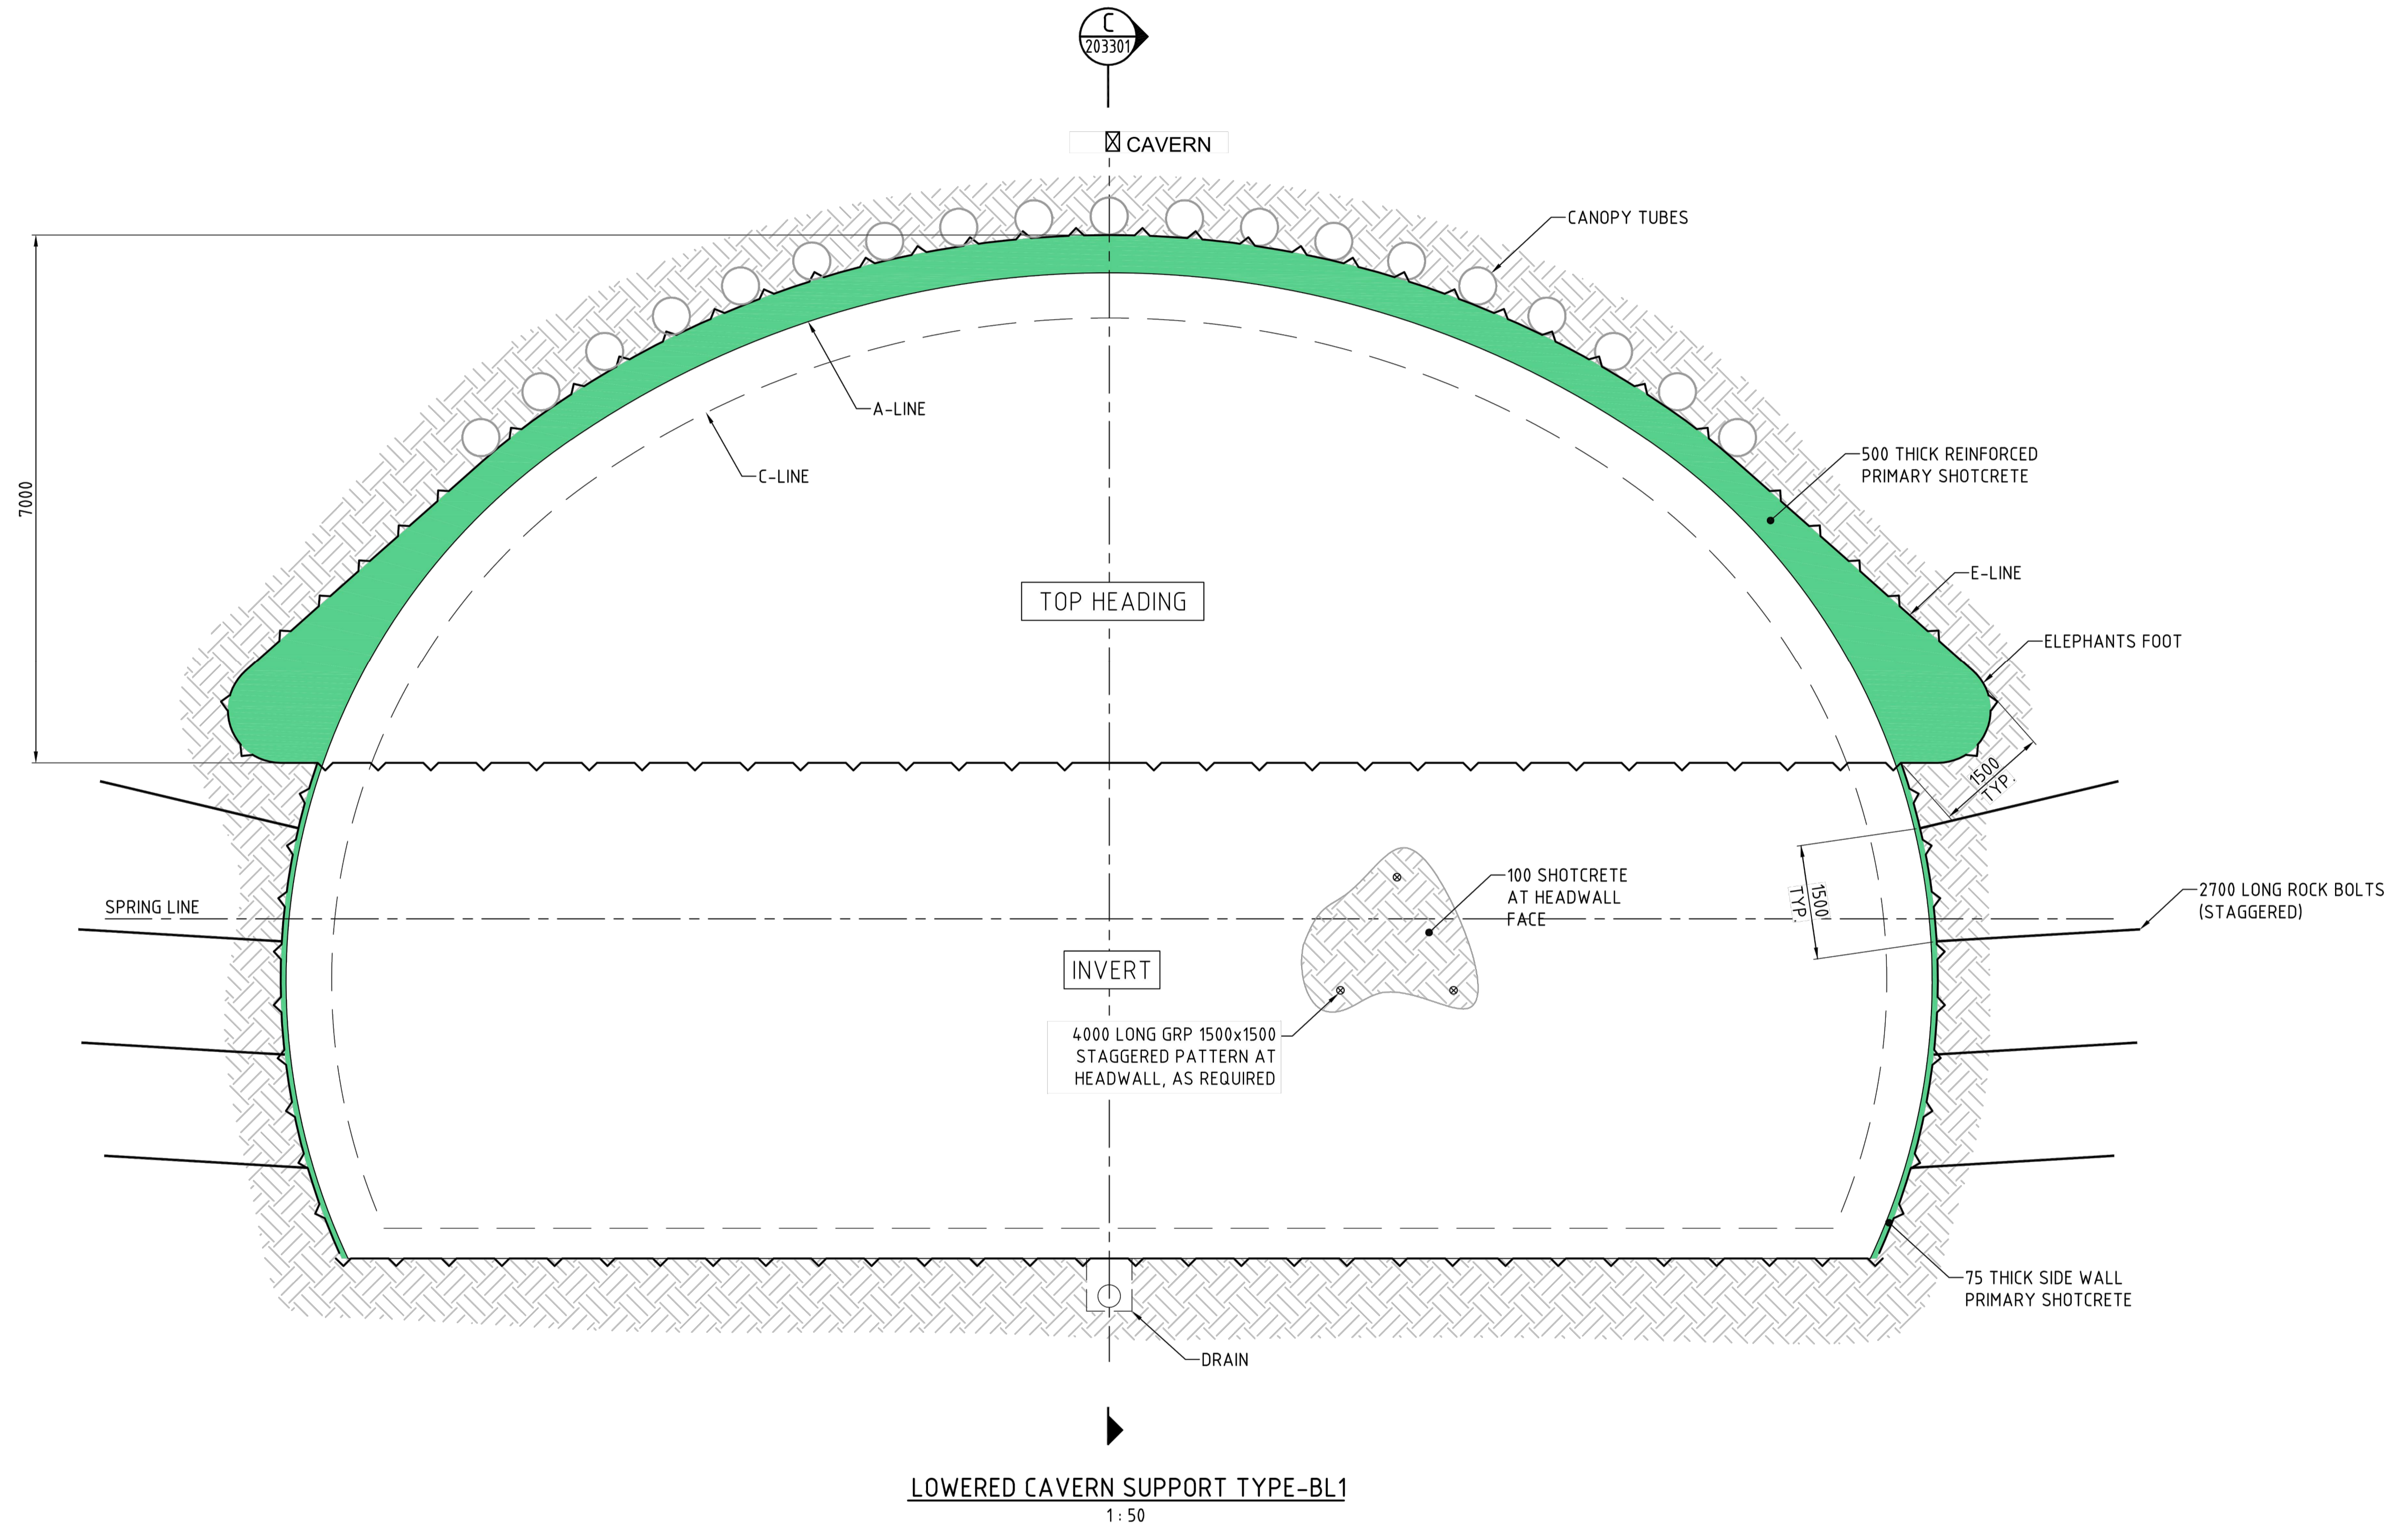 C
203301
CAVERN
CANOPY TUBES
7000
A-LINE
C-LINE
500 THICK REINFORCED
PRIMARY SHOTCRETE
TOP HEADING
E-LINE
ELEPHANTS FOOT
1500
TYP.
SPRING LINE
100 SHOTCRETE
AT HEADWALL
FACE
1500
TYP.
2700 LONG ROCK BOLTS
(STAGGERED)
INVERT
4000 LONG GRP 1500x1500
STAGGERED PATTERN AT
HEADWALL, AS REQUIRED
75 THICK SIDE WALL
PRIMARY SHOTCRETE
DRAIN
LOWERED CAVERN SUPPORT TYPE-BL1
1:50